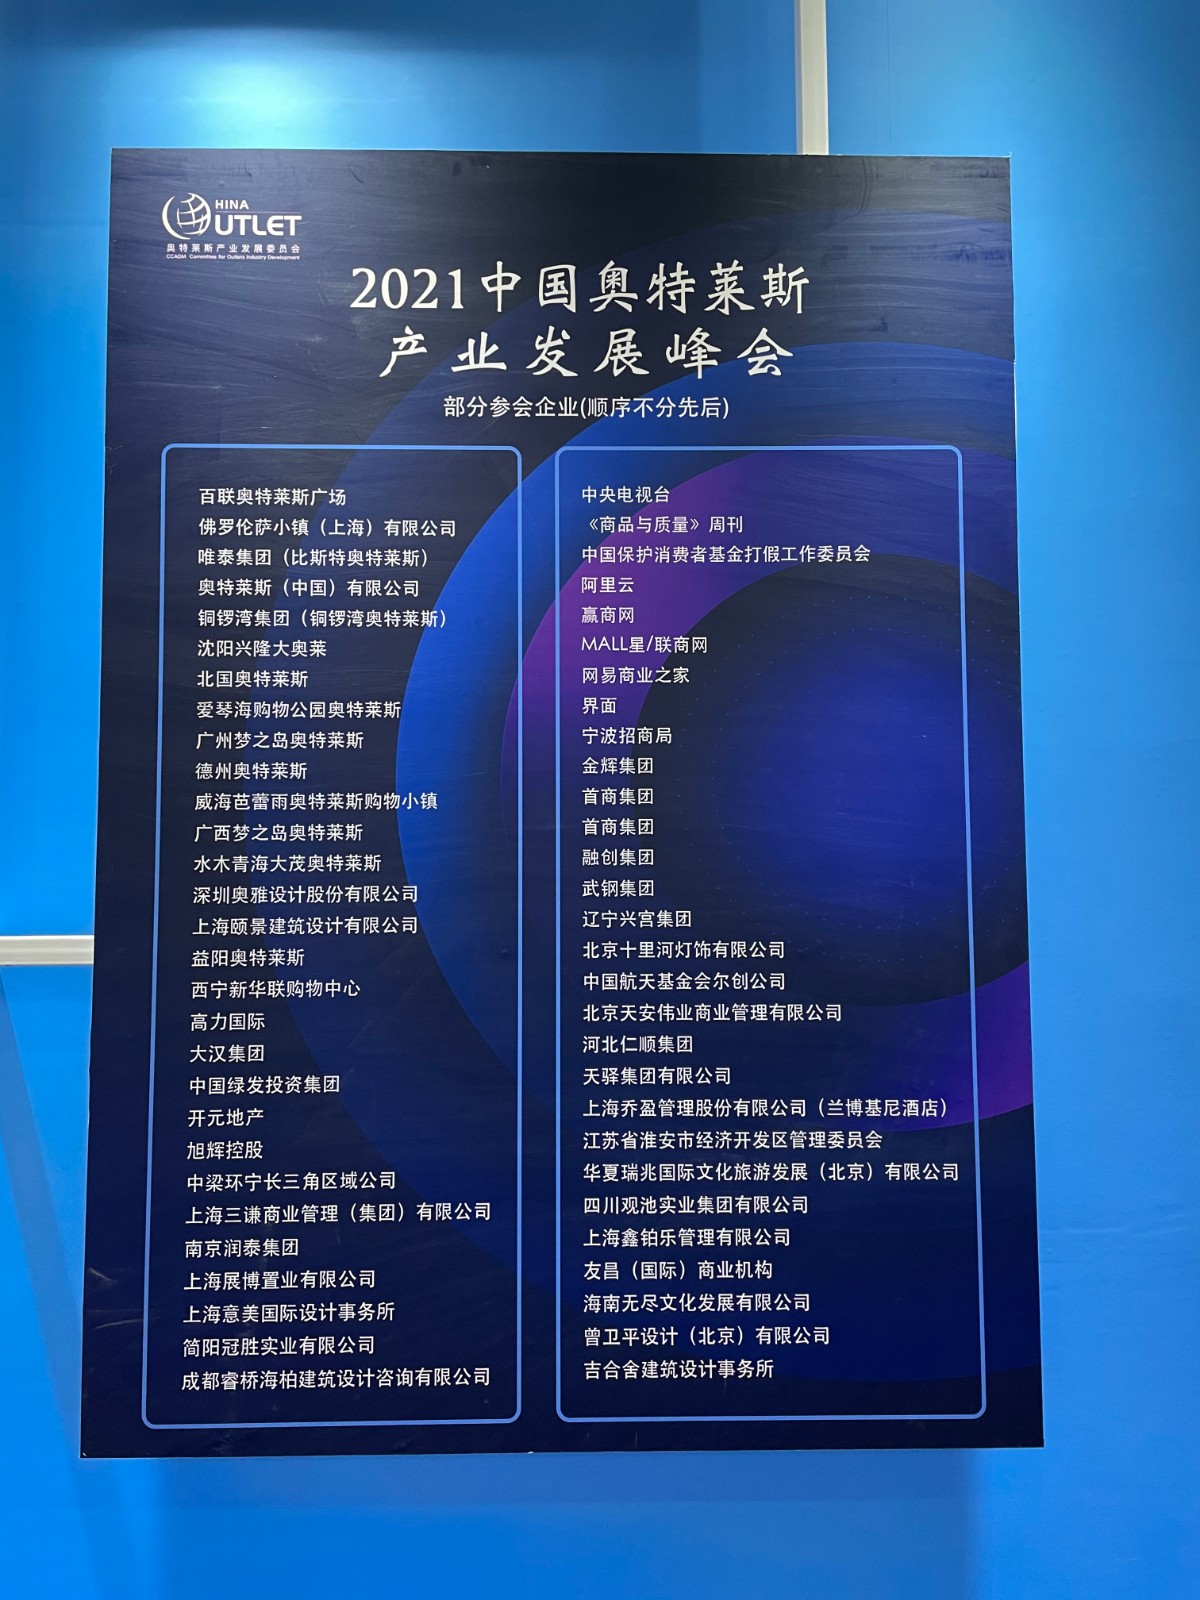 HINA
UTLET
奥特莱斯产业发展委员会
CCAGM Committee for Outlets Industry Development
2021中国奥特莱斯
产业发展峰会
部分参会企业(顺序不分先后)
百联奥特莱斯广场
佛罗伦萨小镇（上海）有限公司
唯泰集团（比斯特奥特莱斯）
奥特莱斯（中国）有限公司
铜锣湾集团（铜锣湾奥特莱斯）
沈阳兴隆大奥莱
北国奥特莱斯
爱琴海购物公园奥特莱斯
广州梦之岛奥特莱斯
德州奥特莱斯
威海芭蕾雨奥特莱斯购物小镇
广西梦之岛奥特莱斯
水木青海大茂奥特莱斯
深圳奥雅设计股份有限公司
上海颐景建筑设计有限公司
益阳奥特莱斯
西宁新华联购物中心
高力国际
大汉集团
中国绿发投资集团
开元地产
旭辉控股
中梁环宁长三角区域公司
上海三谦商业管理（集团）有限公司
南京润泰集团
上海展博置业有限公司
上海意美国际设计事务所
简阳冠胜实业有限公司
成都睿桥海柏建筑设计咨询有限公司
中央电视台
《商品与质量》周刊
中国保护消费者基金打假工作委员会
阿里云
赢商网
MALL星/联商网
网易商业之家
界面
宁波招商局
金辉集团
首商集团
首商集团
融创集团
武钢集团
辽宁兴宫集团
北京十里河灯饰有限公司
中国航天基金会尔创公司
北京天安伟业商业管理有限公司
河北仁顺集团
天驿集团有限公司
上海乔盈管理股份有限公司（兰博基尼酒店）
江苏省淮安市经济开发区管理委员会
华夏瑞兆国际文化旅游发展（北京）有限公司
四川观池实业集团有限公司
上海鑫铂乐管理有限公司
友昌（国际）商业机构
海南无尽文化发展有限公司
曾卫平设计（北京）有限公司
吉合舍建筑设计事务所